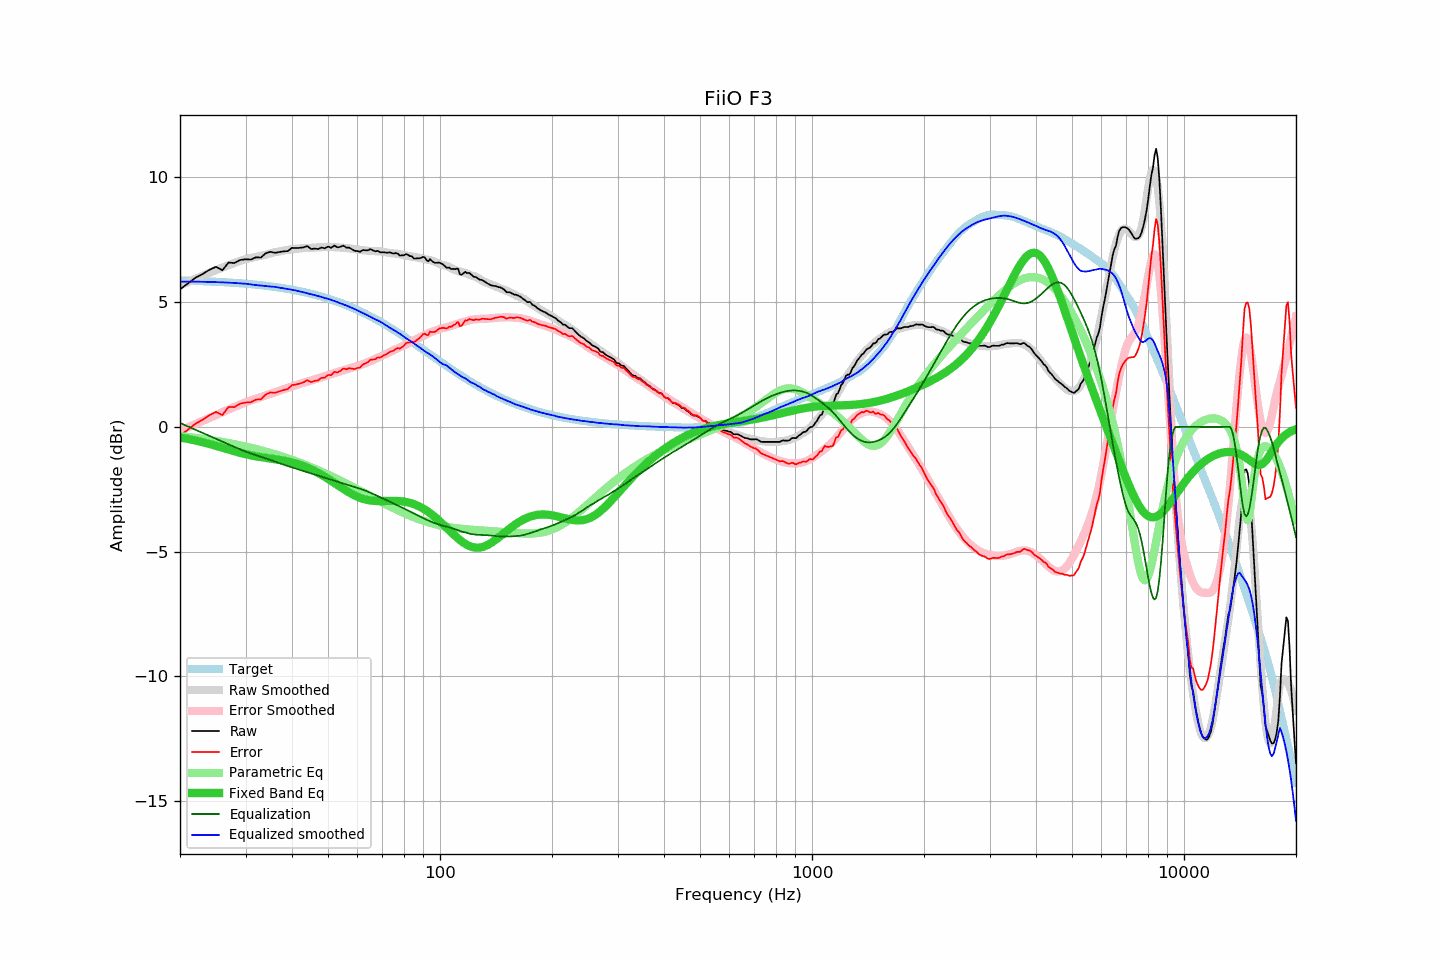 FiiO F3
Amplitude (dBr)
10
5
0
−5
−10
−15
Target
Raw Smoothed
Error Smoothed
Raw
Error
Parametric Eq
Fixed Band Eq
Equalization
Equalized smoothed
100
1000
10000
Frequency (Hz)